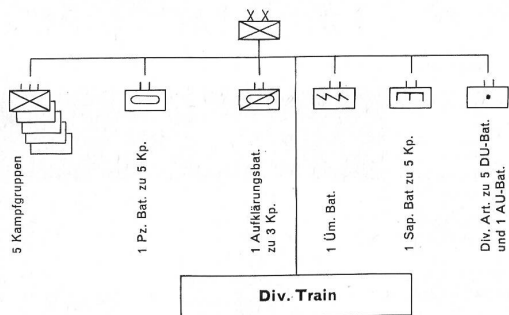 5 Kampfgruppen
1 Pz. Bat. zu 5 Kp.
1 Aufklärungsbat.
zu 3 Kp.
1 Üm. Bat.
1 Sap. Bat zu 5 Kp.
Div. Art. zu 5 DU-Bat.
und 1 AU-Bat.
Div. Train